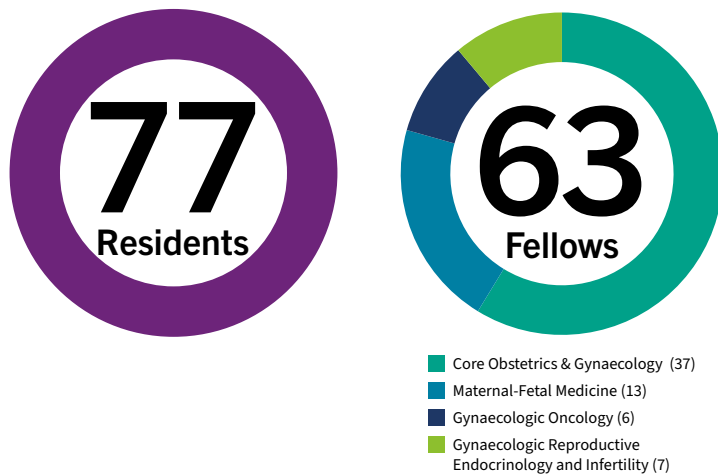 77
Residents
63
Fellows
Core Obstetrics & Gynaecology (37)
Maternal-Fetal Medicine (13)
Gynaecologic Oncology (6)
Gynaecologic Reproductive
Endocrinology and Infertility (7)